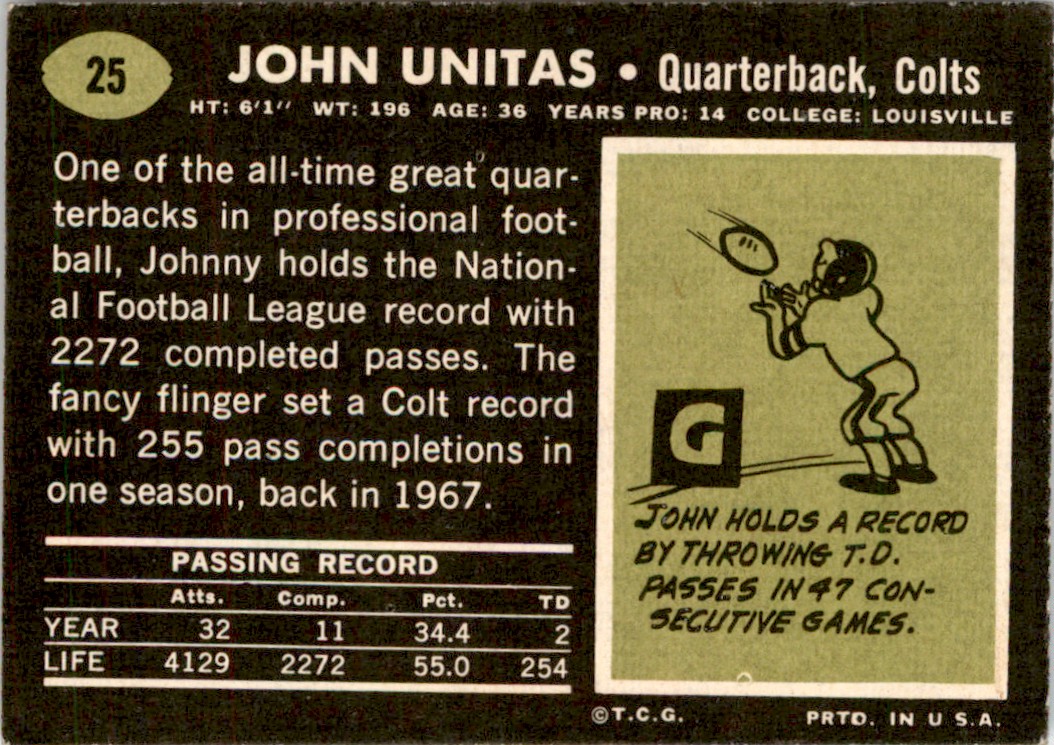 25
JOHN UNITAS • Quarterback, Colts
HT: 6'1'' WT: 196 AGE: 36 YEARS PRO: 14 COLLEGE: LOUISVILLE
One of the all-time great quar-
terbacks in professional foot-
ball, Johnny holds the Nation-
al Football League record with
2272 completed passes. The
fancy flinger set a Colt record
with 255 pass completions in
one season, back in 1967.
PASSING RECORD
Atts. Comp. Pct. TD
YEAR 32 11 34.4 2
LIFE 4129 2272 55.0 254
G
JOHN HOLDS A RECORD
BY THROWING T.D.
PASSES IN 47 CON-
SECUTIVE GAMES.
©T.C.G. PRTD. IN U S.A.